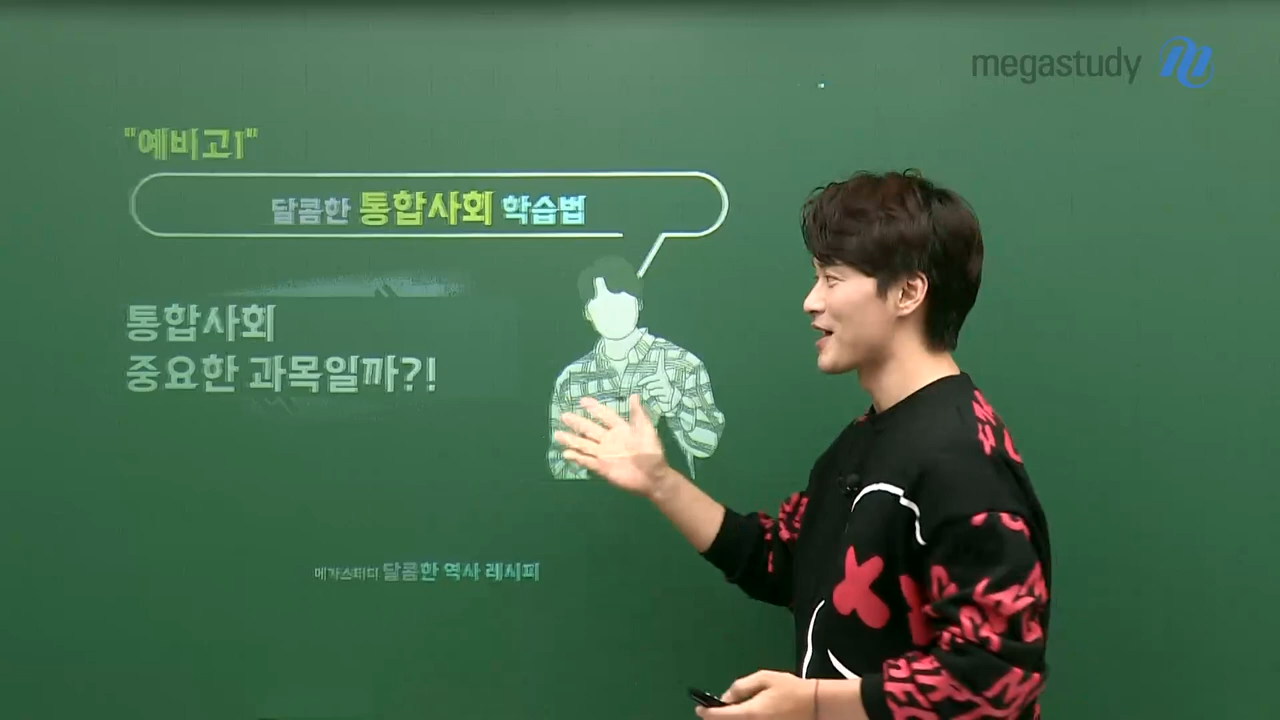 megastudy
"예비고1"
달콤한 통합사회 학습법
통합사회
중요한 과목일까?!
메가스터디 달콤한 역사 레시피